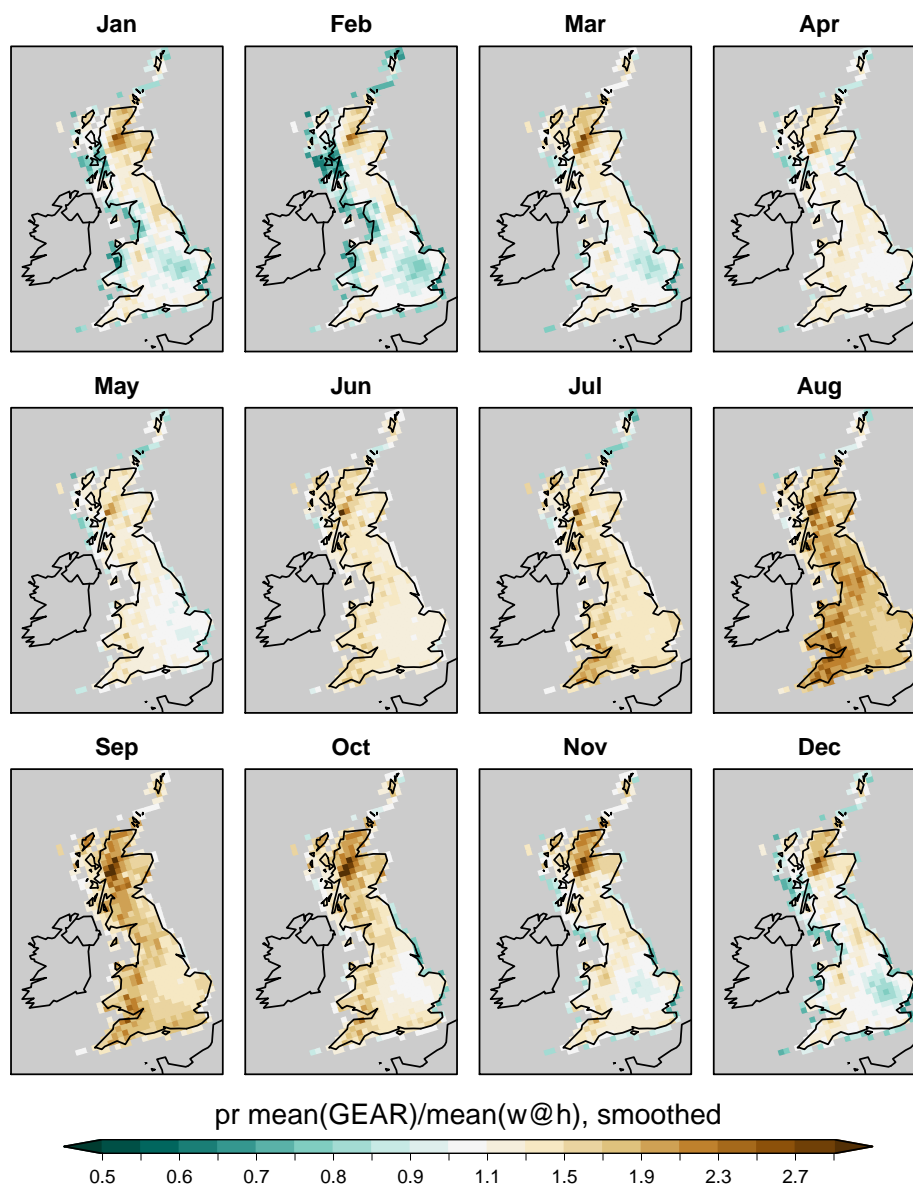 Jan Feb Mar Apr
May Jun Jul Aug
Sep Oct Nov Dec
pr mean(GEAR)/mean(w@h), smoothed
0.5 0.6 0.7 0.8 0.9 1.1 1.5 1.9 2.3 2.7